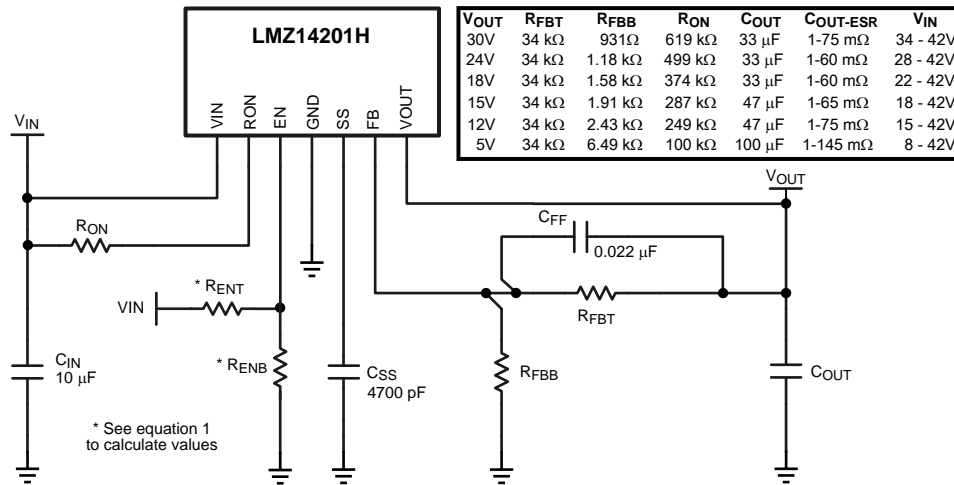 LMZ14201H
VIN
RON
EN
GND
SS
FB
VOUT
VOUT RFBT RFBB RON COUT COUT-ESR VIN
30V 34 kΩ 931Ω 619 kΩ 33 μF 1-75 mΩ 34 - 42V
24V 34 kΩ 1.18 kΩ 499 kΩ 33 μF 1-60 mΩ 28 - 42V
18V 34 kΩ 1.58 kΩ 374 kΩ 33 μF 1-60 mΩ 22 - 42V
15V 34 kΩ 1.91 kΩ 287 kΩ 47 μF 1-65 mΩ 18 - 42V
12V 34 kΩ 2.43 kΩ 249 kΩ 47 μF 1-75 mΩ 15 - 42V
5V 34 kΩ 6.49 kΩ 100 kΩ 100 μF 1-145 mΩ 8 - 42V
VIN
VOUT
RON
CFF
0.022 μF
* RENT
VIN
RFBT
* RENB
CIN
10 μF
CSS
4700 pF
RFBB
COUT
* See equation 1
to calculate values